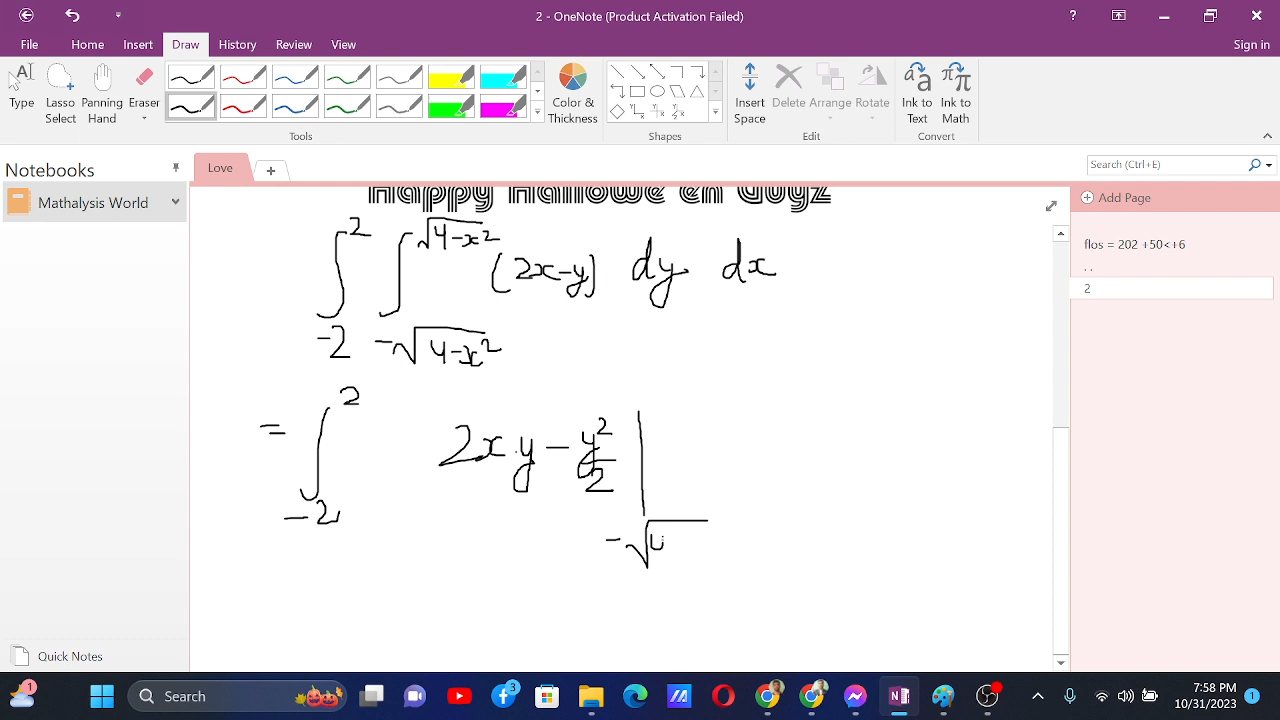 2 - OneNote (Product Activation Failed)
File Home Insert Draw History Review View Sign in
Type Lasso Select Panning Hand Eraser Color & Thickness Insert Space Delete Arrange Rotate Ink to Text Ink to Math
Tools Shapes Edit Convert
Notebooks
Love
Search (Ctrl+E)
Mathalysis World
Add Page
Happy Hallowe en Guyz
flos = 202 +50<+6
. .
2
∫_{-2}^{2} ∫_{-√(4-x²)}^{√(4-x²)} (2x-y) dy dx
= ∫_{-2}^{2} 2x.y - y²/2 |_{-√4}
Quick Notes
1
Search
3
7:58 PM
10/31/2023
1